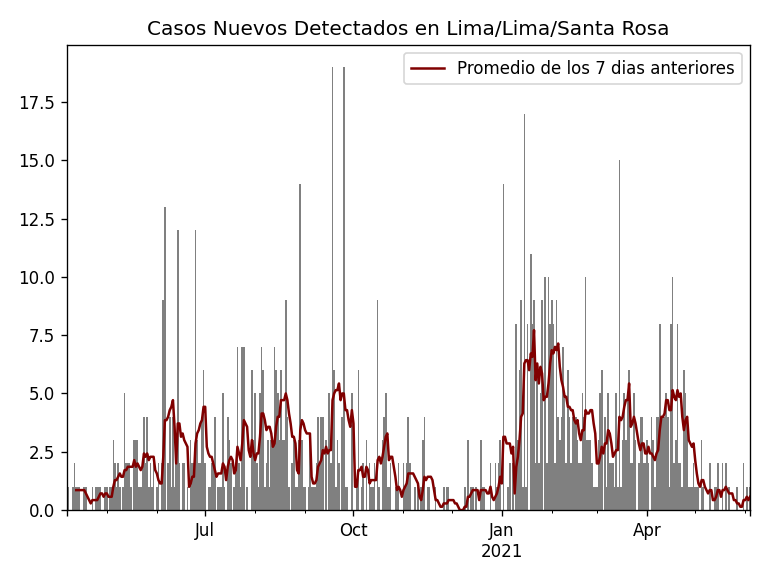 Casos Nuevos Detectados en Lima/Lima/Santa Rosa
Promedio de los 7 dias anteriores
17.5
15.0
12.5
10.0
7.5
5.0
2.5
0.0
Jul
Oct
Jan
2021
Apr